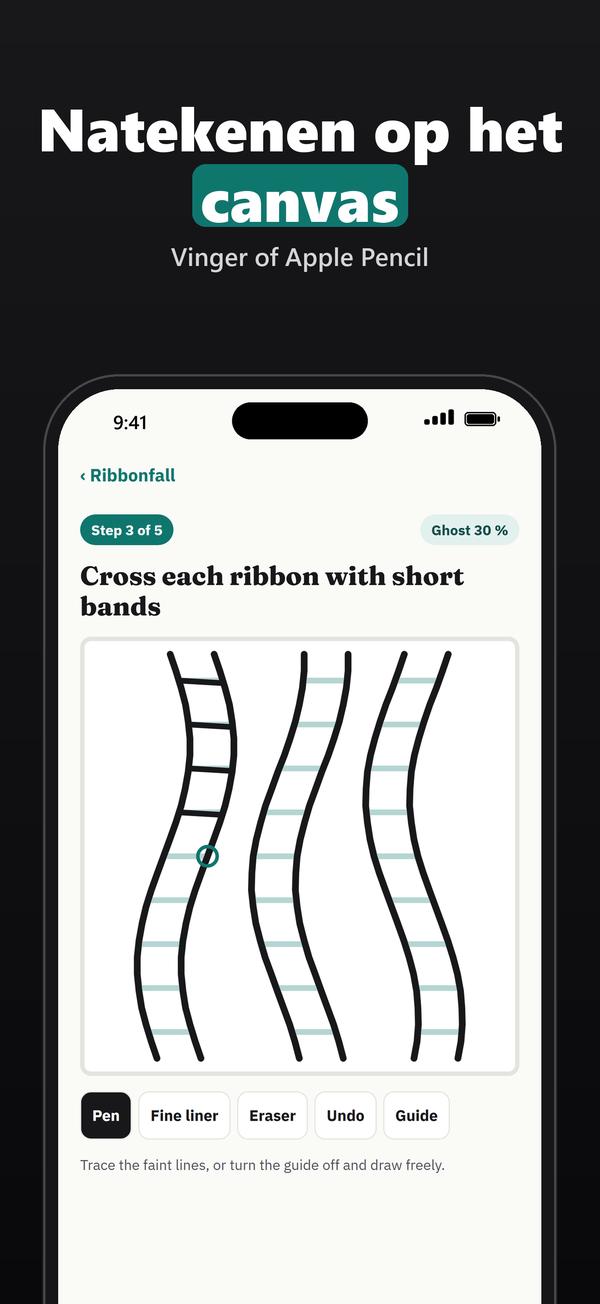 Natekenen op het
canvas
Vinger of Apple Pencil
9:41
‹ Ribbonfall
Step 3 of 5
Ghost 30 %
Cross each ribbon with short
bands
Pen
Fine liner
Eraser
Undo
Guide
Trace the faint lines, or turn the guide off and draw freely.